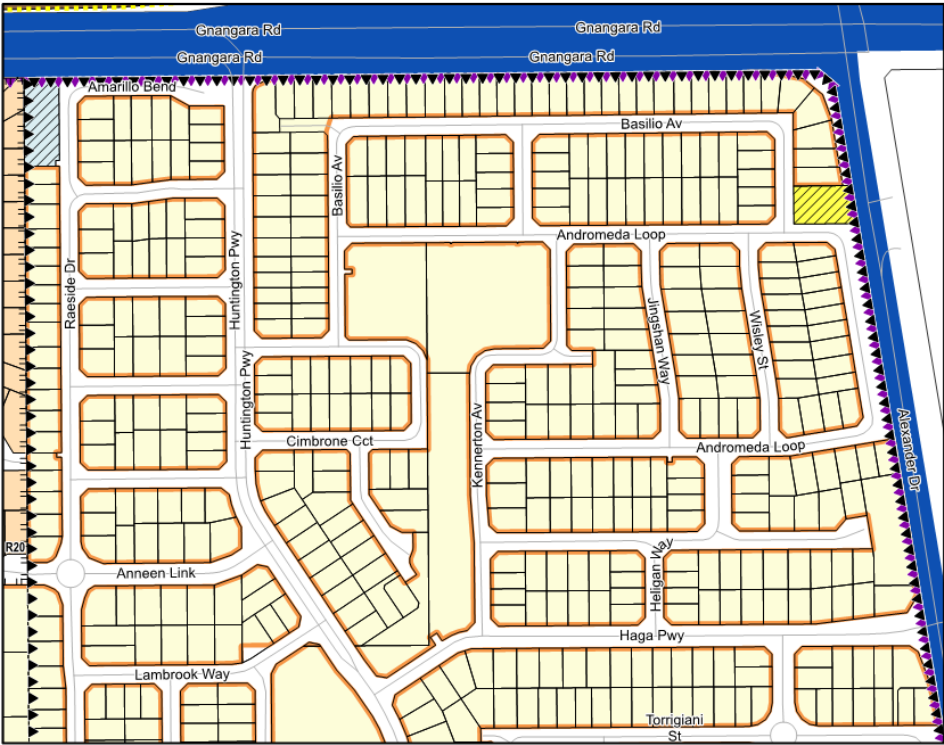 Gnangara Rd
Gnangara Rd
Gnangara Rd
Gnangara Rd
Amarillo Bend
Basilio Av
Basilio Av
Andromeda Loop
Raeside Dr
Huntington Pwy
Jingshan Way
Wisley St
Huntington Pwy
Kennerton Av
Cimbrone Cct
Andromeda Loop
Alexander Dr
R20
Anneen Link
Heligan Way
Haga Pwy
Lambrook Way
Torrigiani
St